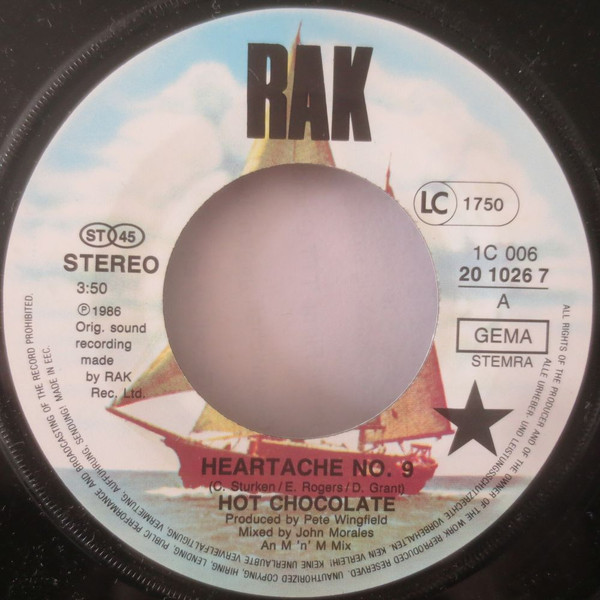 RAK
LC 1750
ST 45
STEREO
3:50
℗ 1986
Orig. sound
recording
made
by RAK
Rec. Ltd.
1C 006
20 1026 7
A
GEMA
STEMRA
HEARTACHE NO. 9
(C. Sturken/E. Rogers/D. Grant)
HOT CHOCOLATE
Produced by Pete Wingfield
Mixed by John Morales
An M 'n' M Mix
ALL RIGHTS OF THE PRODUCER AND OF THE OWNER OF THE WORK REPRODUCED RESERVED. UNAUTHORIZED COPYING, HIRING, LENDING, PUBLIC PERFORMANCE AND BROADCASTING OF THE RECORD PROHIBITED.
ALLE URHEBER- UND LEISTUNGSSCHUTZRECHTE VORBEHALTEN. KEIN VERLEIH! KEINE UNERLAUBTE VERVIELFÄLTIGUNG, VERMIETUNG, AUFFÜHRUNG, SENDUNG! MADE IN EEC.